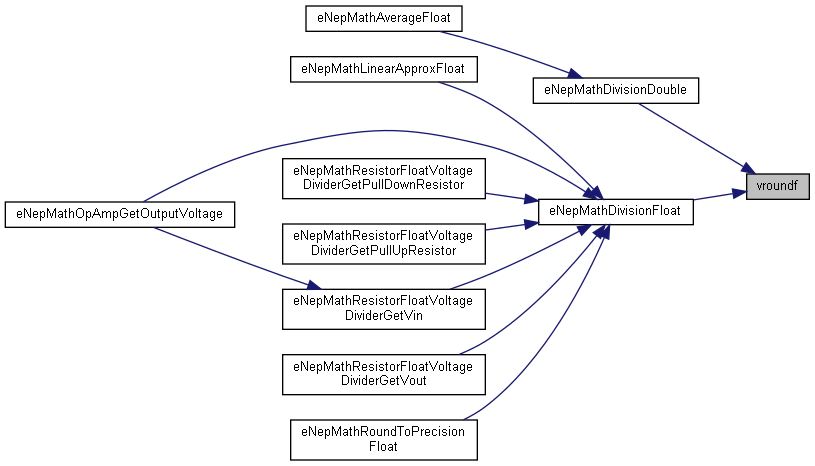 eNepMathAverageFloat
eNepMathLinearApproxFloat
eNepMathDivisionDouble
eNepMathResistorFloatVoltage
DividerGetPullDownResistor
vroundf
eNepMathOpAmpGetOutputVoltage
eNepMathDivisionFloat
eNepMathResistorFloatVoltage
DividerGetPullUpResistor
eNepMathResistorFloatVoltage
DividerGetVin
eNepMathResistorFloatVoltage
DividerGetVout
eNepMathRoundToPrecision
Float